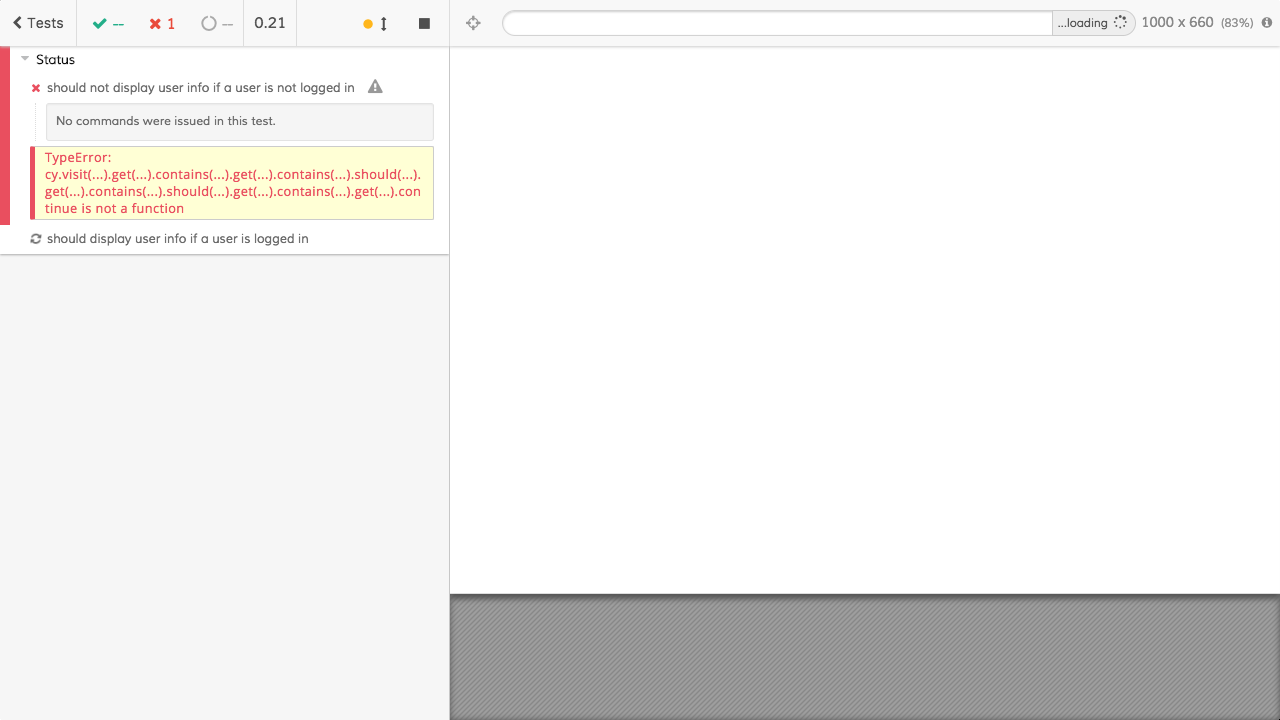 Tests
--
1
--
0.21
...loading
1000 x 660 (83%)
Status
should not display user info if a user is not logged in
No commands were issued in this test.
TypeError:
cy.visit(...).get(...).contains(...).get(...).contains(...).should(...).
get(...).contains(...).should(...).get(...).contains(...).get(...).con
tinue is not a function
should display user info if a user is logged in